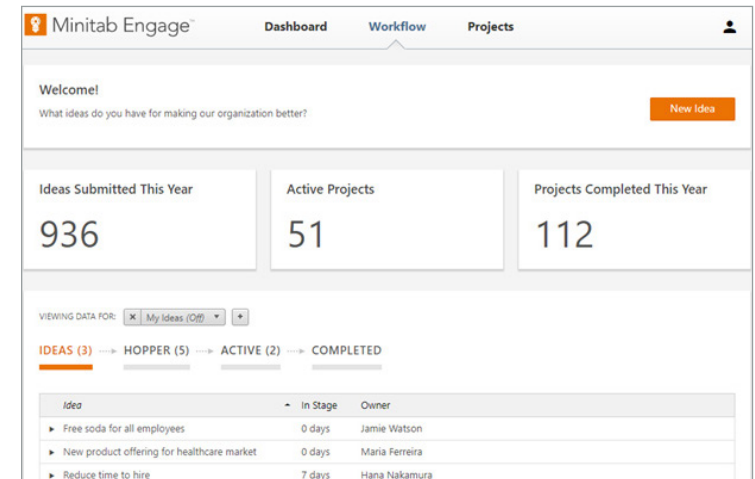 Minitab Engage™ Dashboard Workflow Projects
Welcome!
What ideas do you have for making our organization better?
New Idea
Ideas Submitted This Year
936
Active Projects
51
Projects Completed This Year
112
VIEWING DATA FOR: × My Ideas (Off) ▼ +
IDEAS (3) HOPPER (5) ACTIVE (2) COMPLETED
Idea In Stage Owner
Free soda for all employees 0 days Jamie Watson
New product offering for healthcare market 0 days Maria Ferreira
Reduce time to hire 7 days Hana Nakamura